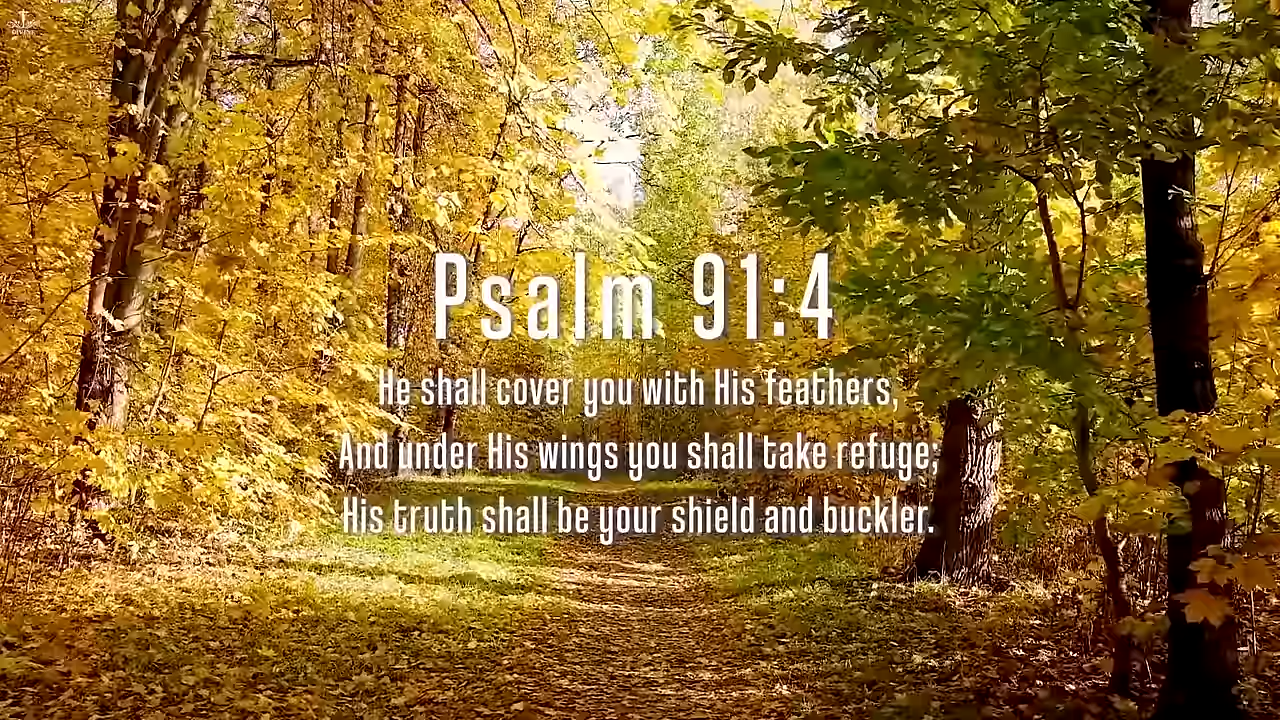 Psalm 91:4
He shall cover you with His feathers,
And under His wings you shall take refuge;
His truth shall be your shield and buckler.